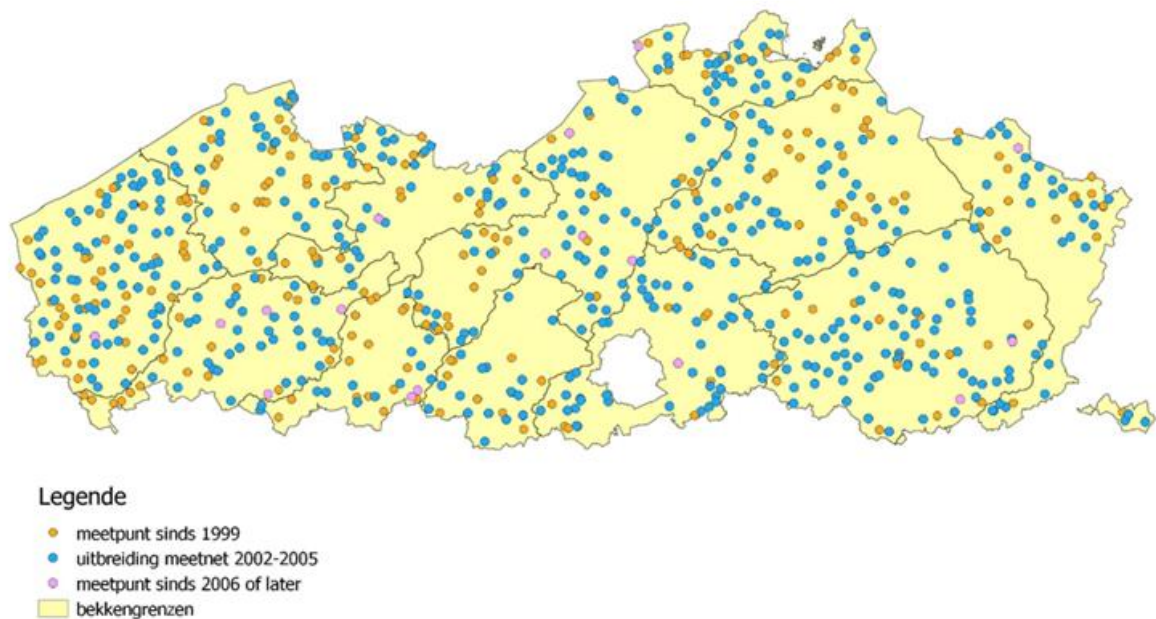 Legende
meetpunt sinds 1999
uitbreiding meetnet 2002-2005
meetpunt sinds 2006 of later
bekkengrenzen